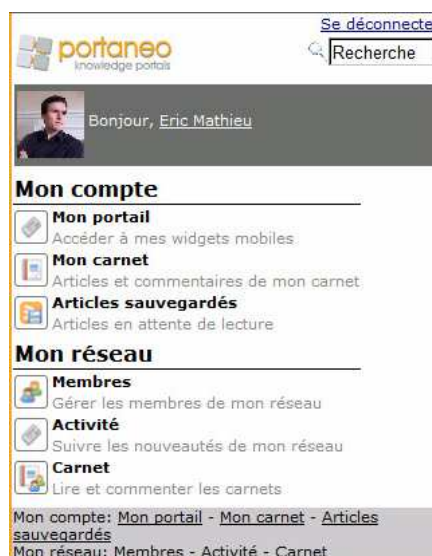 Se déconnecte
portaneo
knowledge portals
Recherche
Bonjour, Eric Mathieu
Mon compte
Mon portail
Accéder à mes widgets mobiles
Mon carnet
Articles et commentaires de mon carnet
Articles sauvegardés
Articles en attente de lecture
Mon réseau
Membres
Gérer les membres de mon réseau
Activité
Suivre les nouveautés de mon réseau
Carnet
Lire et commenter les carnets
Mon compte: Mon portail - Mon carnet - Articles
sauvegardés
Mon réseau: Membres - Activité - Carnet